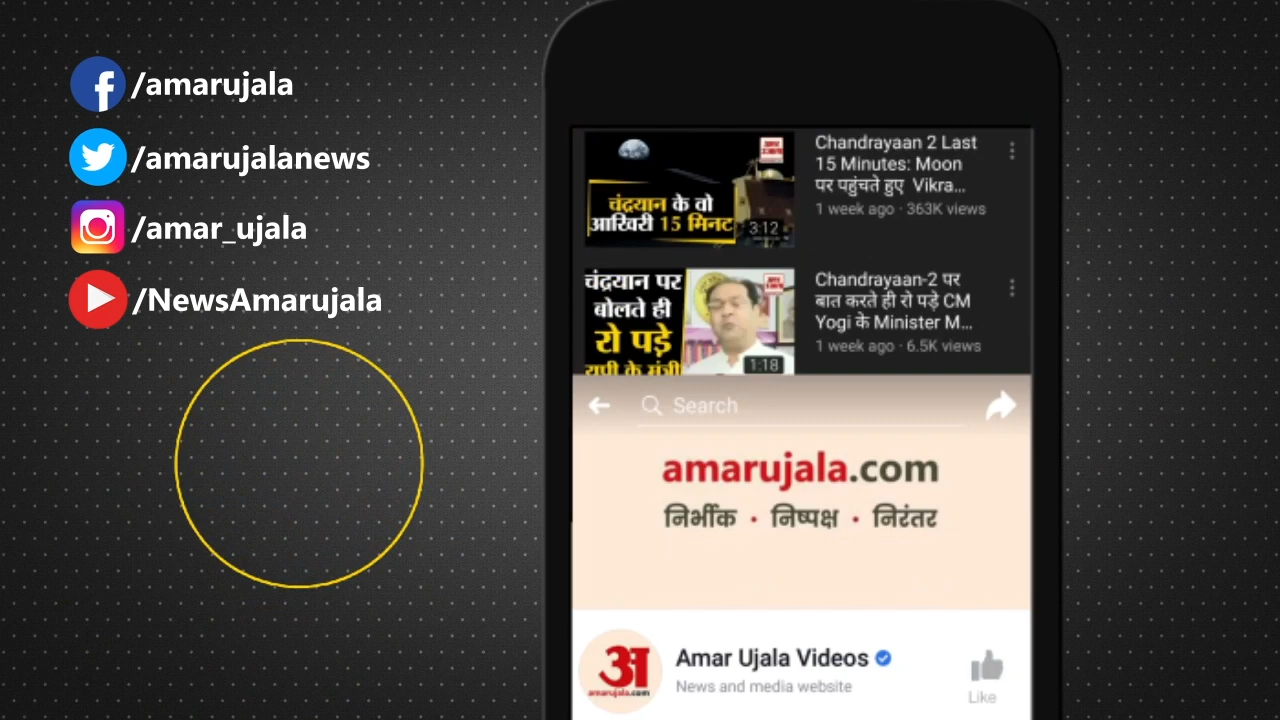 /amarujala
/amarujalanews
/amar_ujala
/NewsAmarujala
चंद्रयान के वो
आखिरी 15 मिनट
3:12
Chandrayaan 2 Last
15 Minutes: Moon
पर पहुंचते हुए Vikra...
1 week ago · 363K views
चंद्रयान पर
बोलते ही
रो पड़े
यूपी के मंत्री
1:18
Chandrayaan-2 पर
बात करते ही रो पड़े CM
Yogi के Minister M...
1 week ago · 6.5K views
Search
amarujala.com
निर्भीक • निष्पक्ष • निरंतर
अ
amarujala.com
Amar Ujala Videos
News and media website
Like